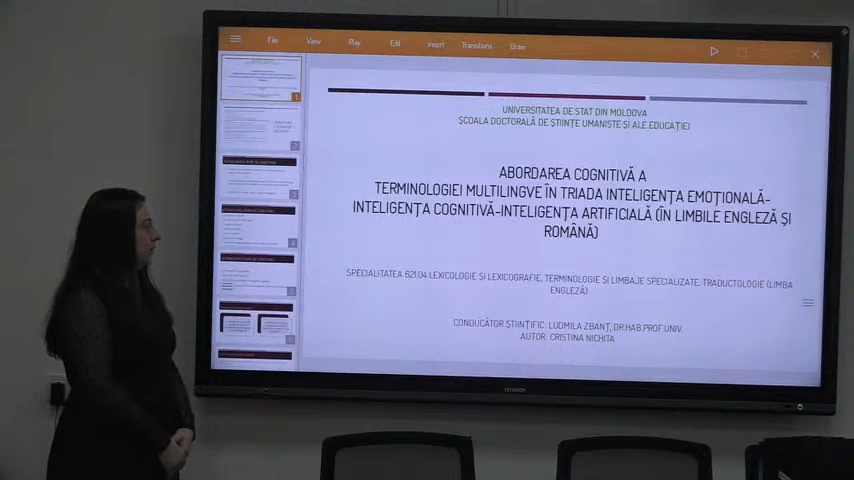 File View Play Edit Insert Transitions Draw
UNIVERSITATEA DE STAT DIN MOLDOVA
ȘCOALA DOCTORALĂ DE ȘTIINȚE UMANISTE ȘI ALE EDUCAȚIEI
ABORDAREA COGNITIVĂ A
TERMINOLOGIEI MULTILINGVE ÎN TRIADA INTELIGENȚA EMOȚIONALĂ-
INTELIGENȚA COGNITIVĂ-INTELIGENȚA ARTIFICIALĂ (ÎN LIMBILE ENGLEZĂ ȘI
ROMÂNĂ)
SPECIALITATEA 621.04 LEXICOLOGIE ȘI LEXICOGRAFIE, TERMINOLOGIE ȘI LIMBAJE SPECIALIZATE, TRADUCTOLOGIE (LIMBA
ENGLEZĂ)
CONDUCĂTOR ȘTIINȚIFIC: LUDMILA ZBANȚ, DR.HAB.PROF.UNIV.
AUTOR: CRISTINA NICHITA